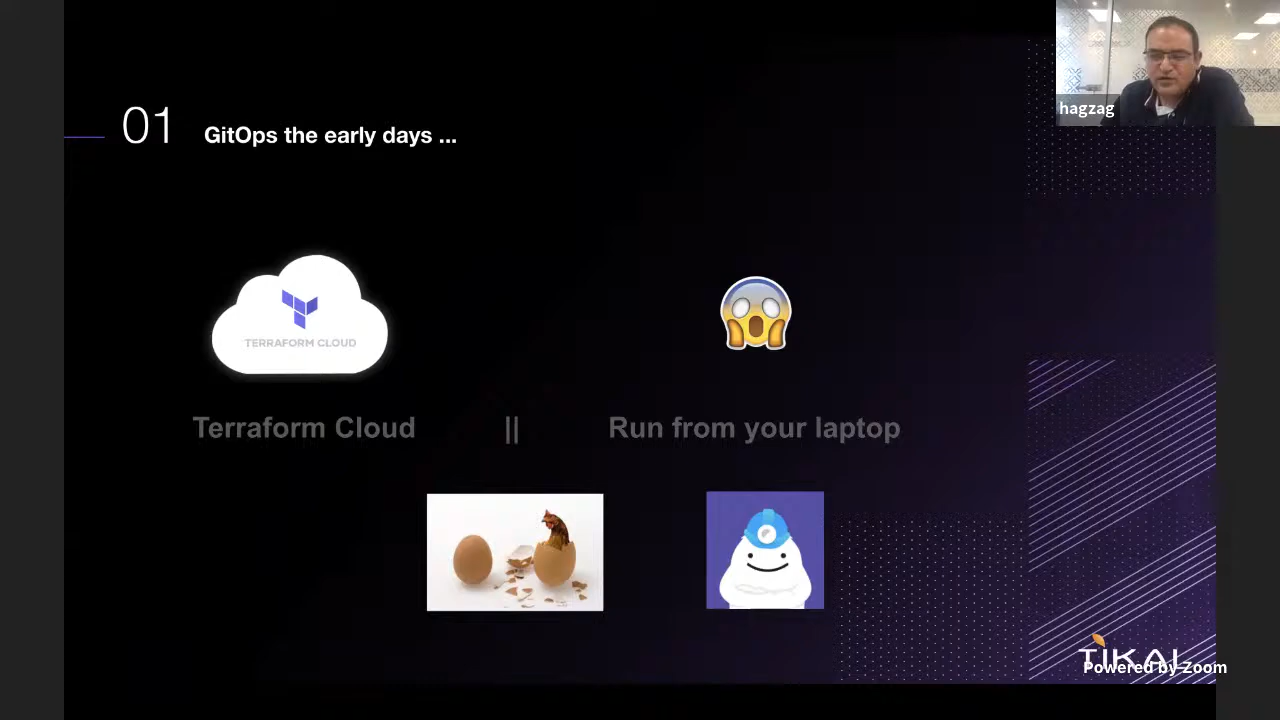 hagzag
01 GitOps the early days ...
TERRAFORM CLOUD
Terraform Cloud || Run from your laptop
TIKAL
Powered by Zoom